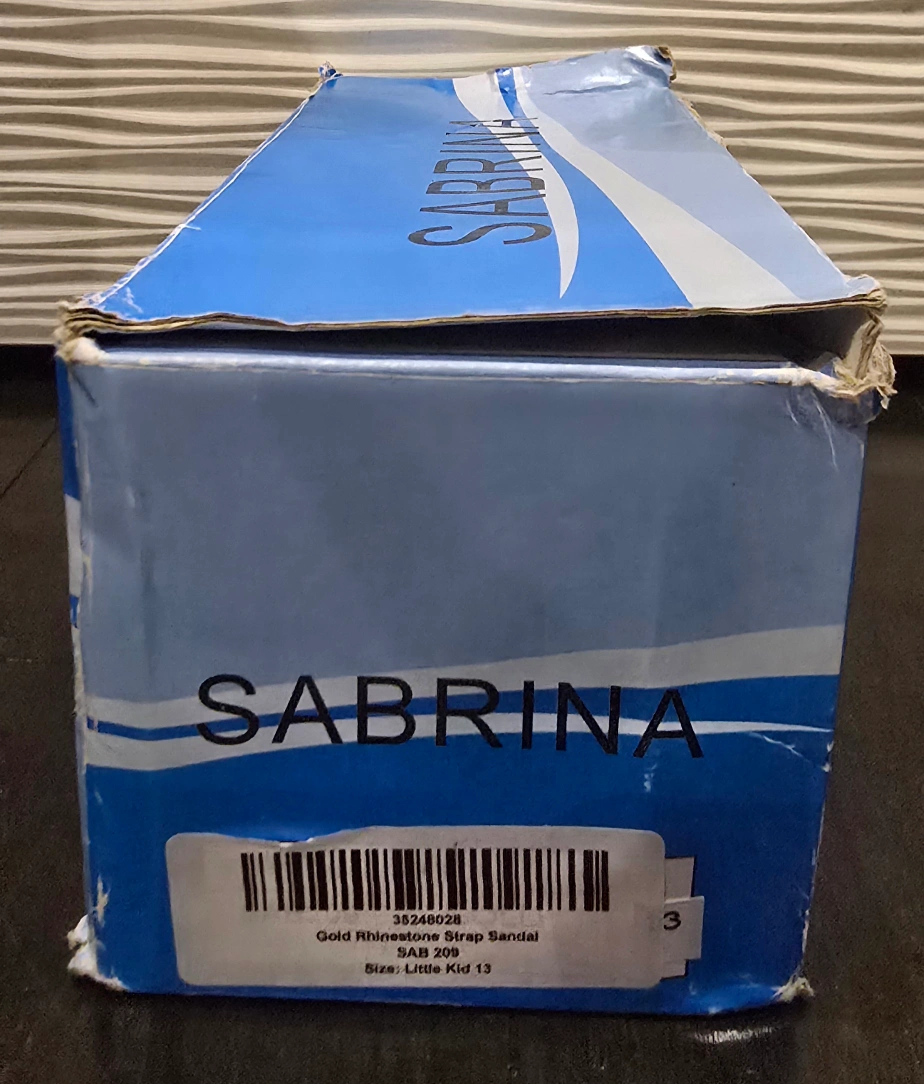 SABRINA
SABRINA
35248028
Gold Rhinestone Strap Sandal
SAB 209
Size: Little Kid 13
3